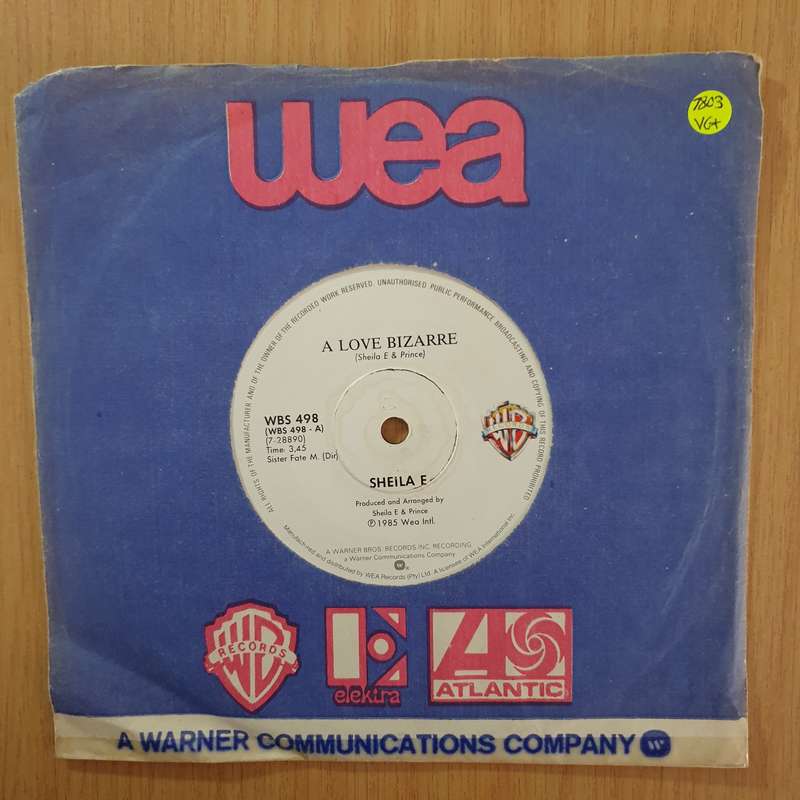 wea
7803
VG+
ALL RIGHTS OF THE MANUFACTURER AND OF THE OWNER OF THE RECORDED WORK RESERVED. UNAUTHORISED PUBLIC PERFORMANCE BROADCASTING AND COPYING OF THIS RECORD PROHIBITED
A LOVE BIZARRE
(Sheila E & Prince)
WBS 498
(WBS 498 - A)
(7-28890)
Time: 3,45
Sister Fate M. (Dir)
WB
RECORDS
SHEILA E
Produced and Arranged by
Sheila E & Prince
℗ 1985 Wea Intl.
A WARNER BROS. RECORDS INC. RECORDING
a Warner Communications Company
Manufactured and distributed by WEA Records (Pty) Ltd. A licensee of WEA International Inc.
WB
RECORDS
E
elektra
A
ATLANTIC
A WARNER COMMUNICATIONS COMPANY